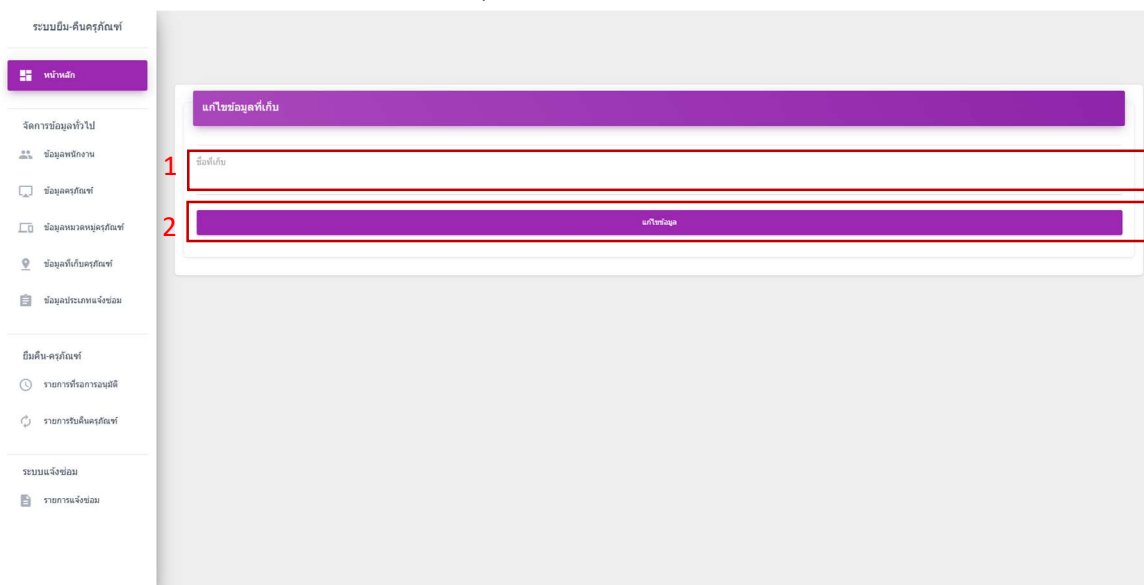 ระบบยืม-คืนครุภัณฑ์
หน้าหลัก
จัดการข้อมูลทั่วไป
ข้อมูลพนักงาน
ข้อมูลครุภัณฑ์
ข้อมูลหมวดหมู่ครุภัณฑ์
ข้อมูลที่เก็บครุภัณฑ์
ข้อมูลประเภทแจ้งซ่อม
ยืมคืน-ครุภัณฑ์
รายการที่รอการอนุมัติ
รายการรับคืนครุภัณฑ์
ระบบแจ้งซ่อม
รายการแจ้งซ่อม
แก้ไขข้อมูลที่เก็บ
1
ชื่อที่เก็บ
2
แก้ไขข้อมูล